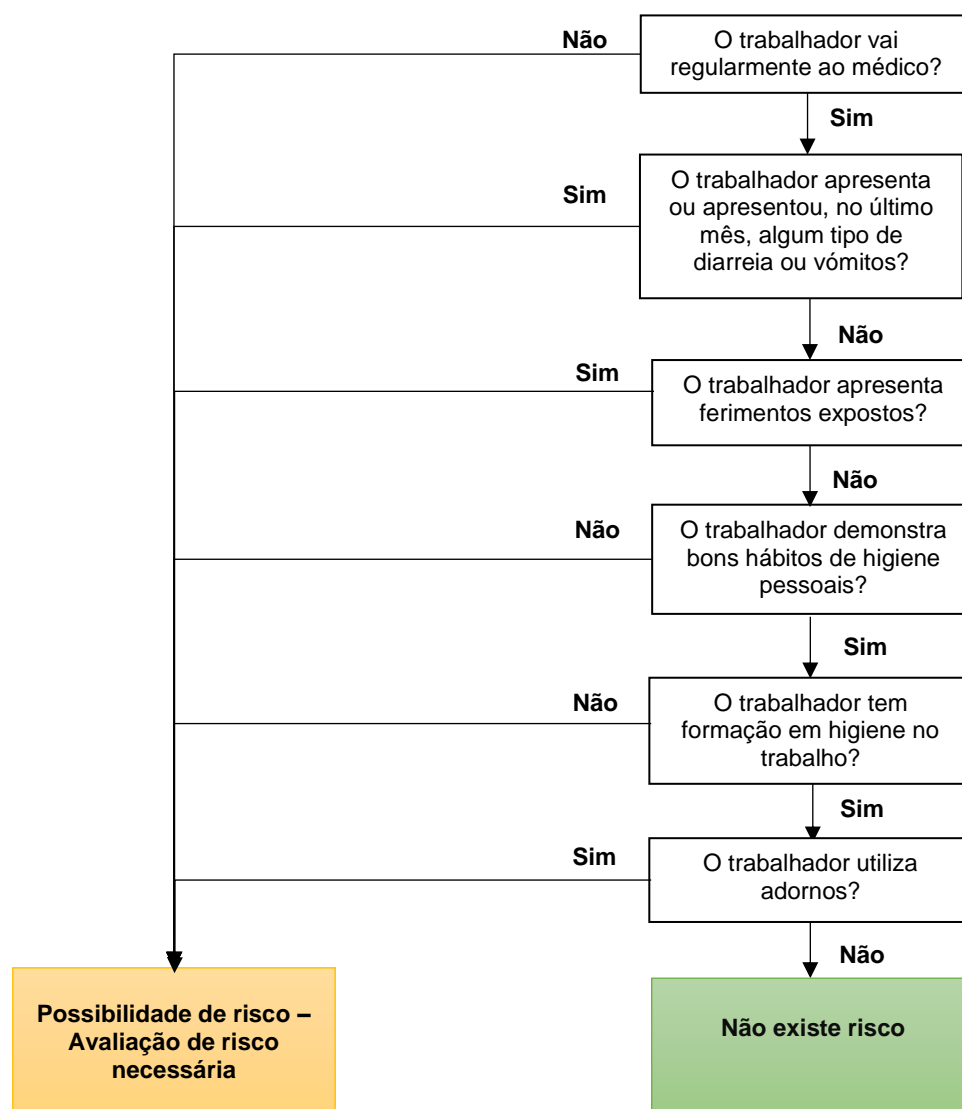 Não
O trabalhador vai
regularmente ao médico?
Sim
Sim
O trabalhador apresenta
ou apresentou, no último
mês, algum tipo de
diarreia ou vómitos?
Não
Sim
O trabalhador apresenta
ferimentos expostos?
Não
Não
O trabalhador demonstra
bons hábitos de higiene
pessoais?
Sim
Não
O trabalhador tem
formação em higiene no
trabalho?
Sim
Sim
O trabalhador utiliza
adornos?
Não
Possibilidade de risco –
Avaliação de risco
necessária
Não existe risco